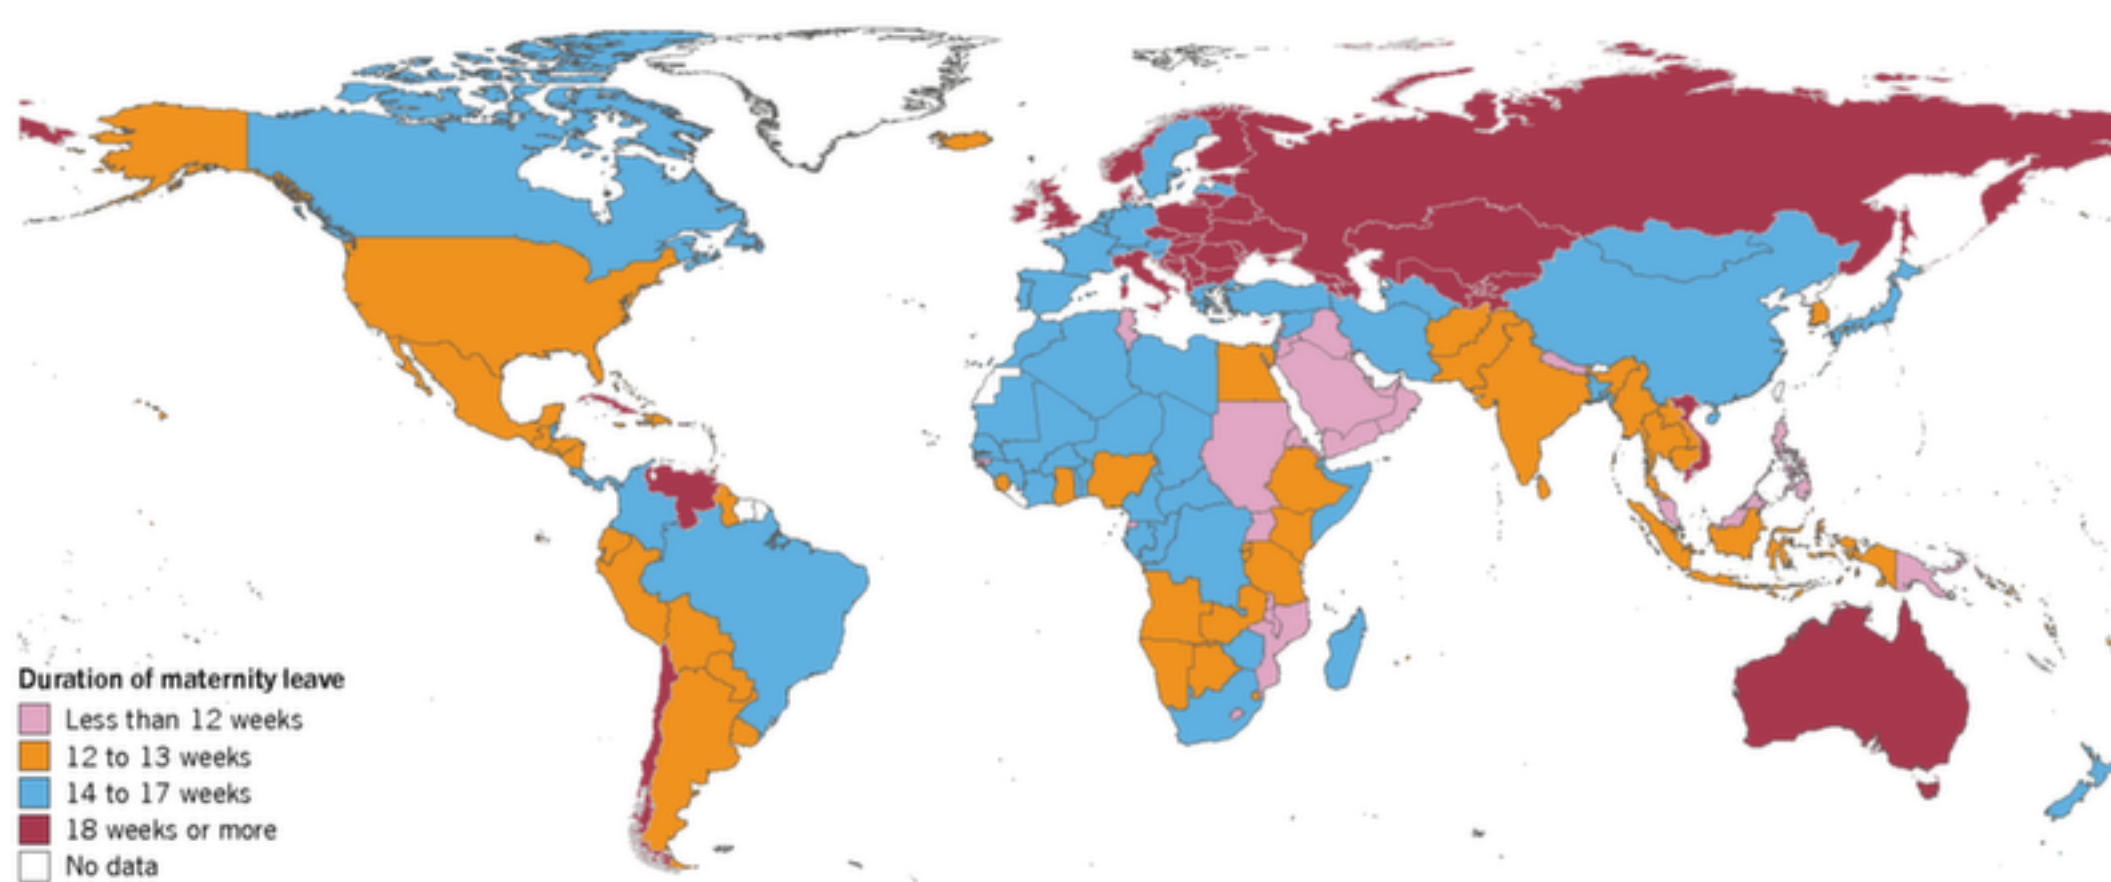 Duration of maternity leave
Less than 12 weeks
12 to 13 weeks
14 to 17 weeks
18 weeks or more
No data